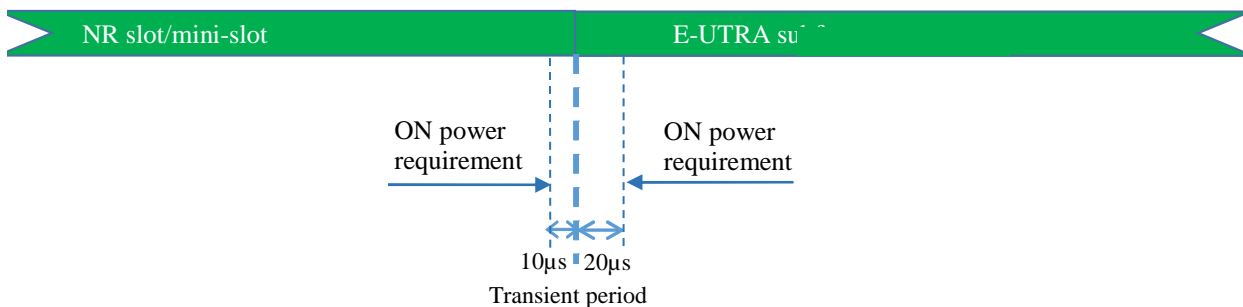 NR slot/mini-slot
E-UTRA
ON power
requirement
ON power
requirement
10µs
20µs
Transient period